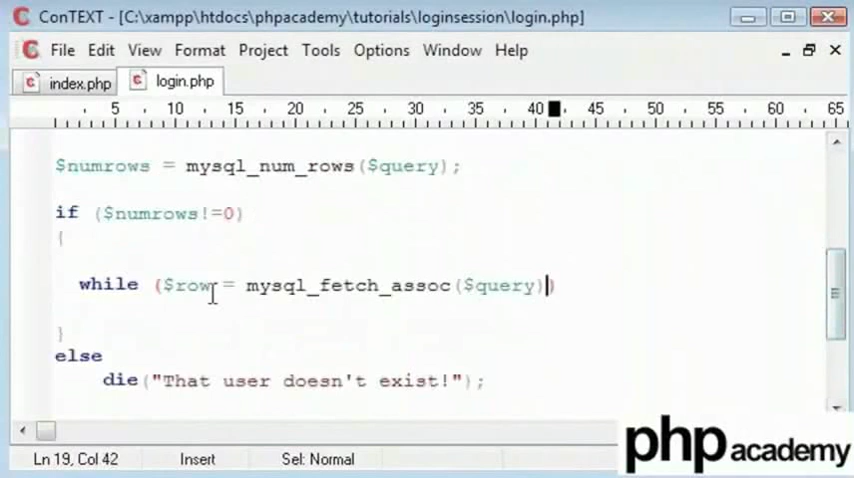 ConTEXT - [C:\xampp\htdocs\phpacademy\tutorials\loginsession\login.php]
File Edit View Format Project Tools Options Window Help
index.php login.php
5 10 15 20 25 30 35 40 45 50 55 60 65
$numrows = mysql_num_rows($query);
if ($numrows!=0)
{
while ($row = mysql_fetch_assoc($query))
}
else
die("That user doesn't exist!");
Ln 19, Col 42 Insert Sel: Normal
php academy